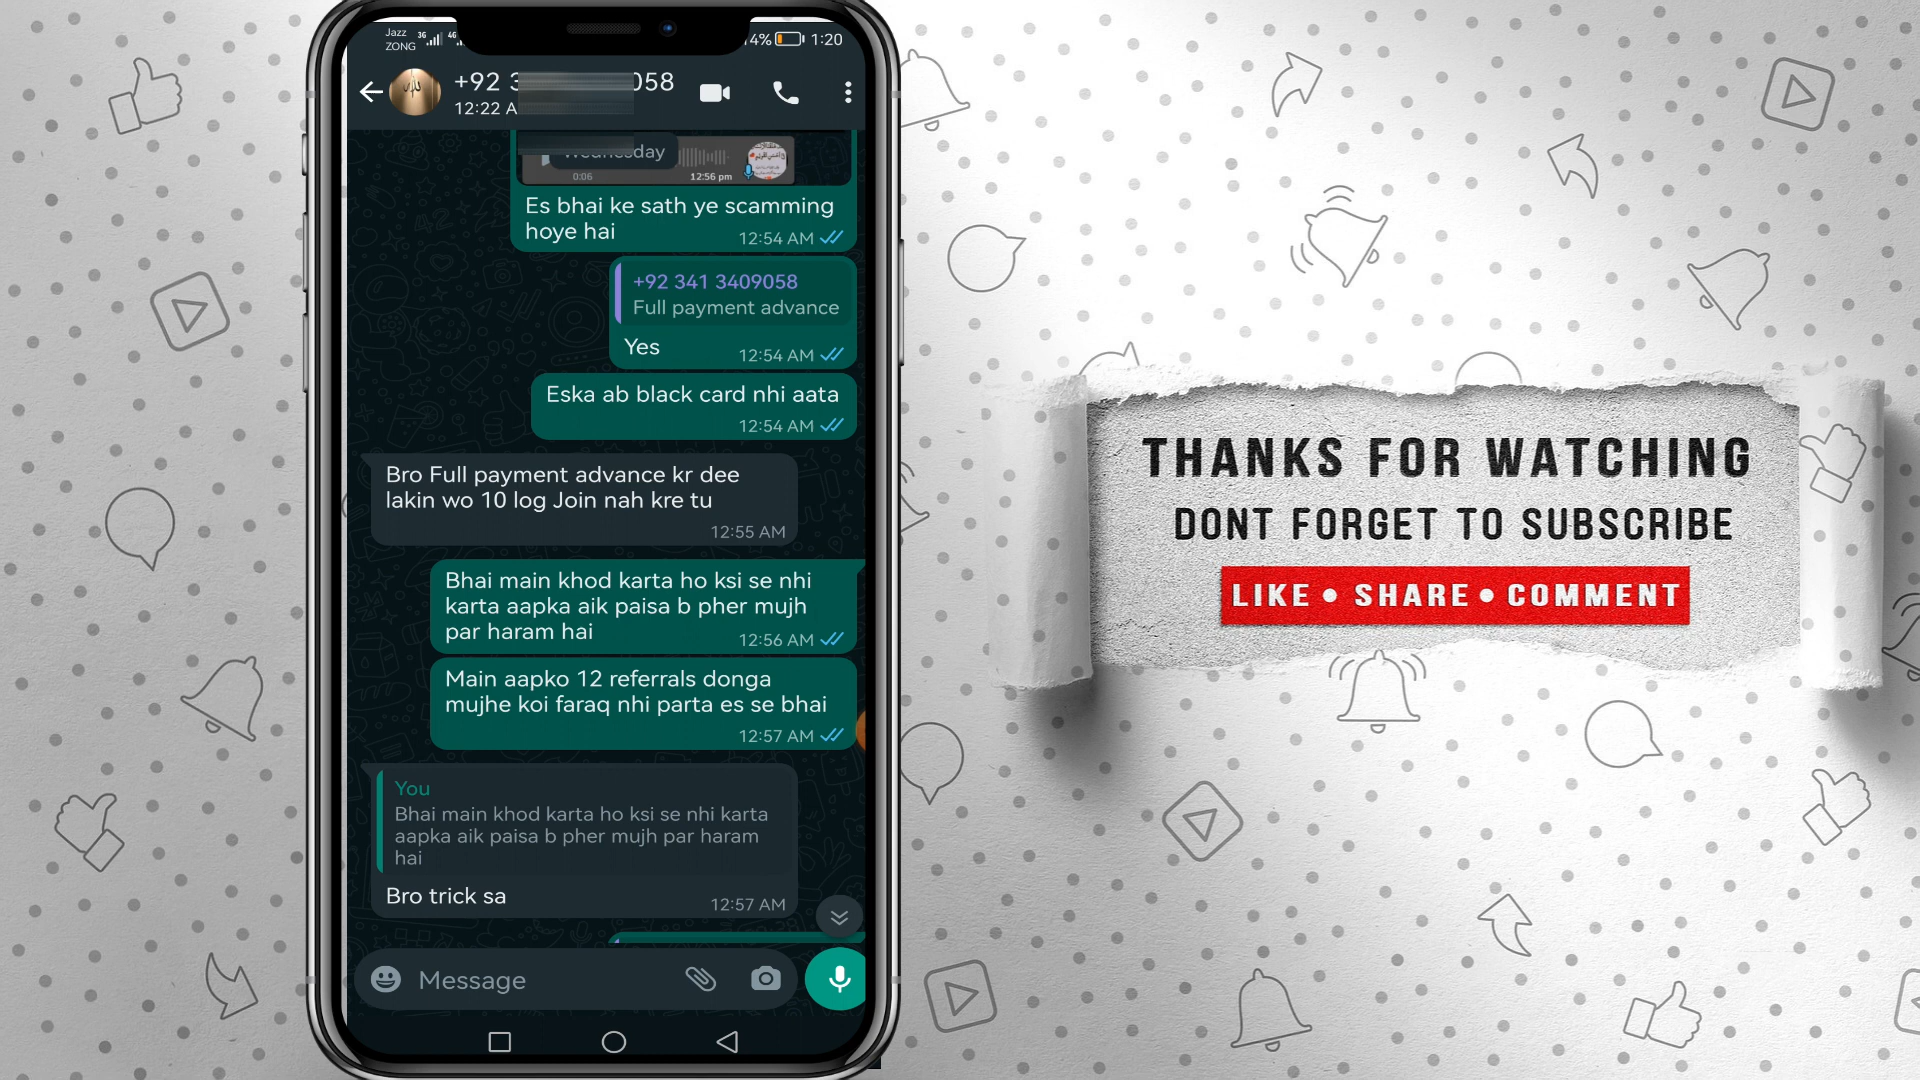 Jazz
ZONG
3G 4G
4% 1:20
+92 3 058
12:22 A
Wednesday
0:06 12:56 pm
Es bhai ke sath ye scamming
hoye hai
12:54 AM
+92 341 3409058
Full payment advance
Yes
12:54 AM
Eska ab black card nhi aata
12:54 AM
Bro Full payment advance kr dee
lakin wo 10 log Join nah kre tu
12:55 AM
Bhai main khod karta ho ksi se nhi
karta aapka aik paisa b pher mujh
par haram hai
12:56 AM
Main aapko 12 referrals donga
mujhe koi faraq nhi parta es se bhai
12:57 AM
You
Bhai main khod karta ho ksi se nhi karta
aapka aik paisa b pher mujh par haram
hai
Bro trick sa
12:57 AM
Message
THANKS FOR WATCHING
DONT FORGET TO SUBSCRIBE
LIKE • SHARE • COMMENT